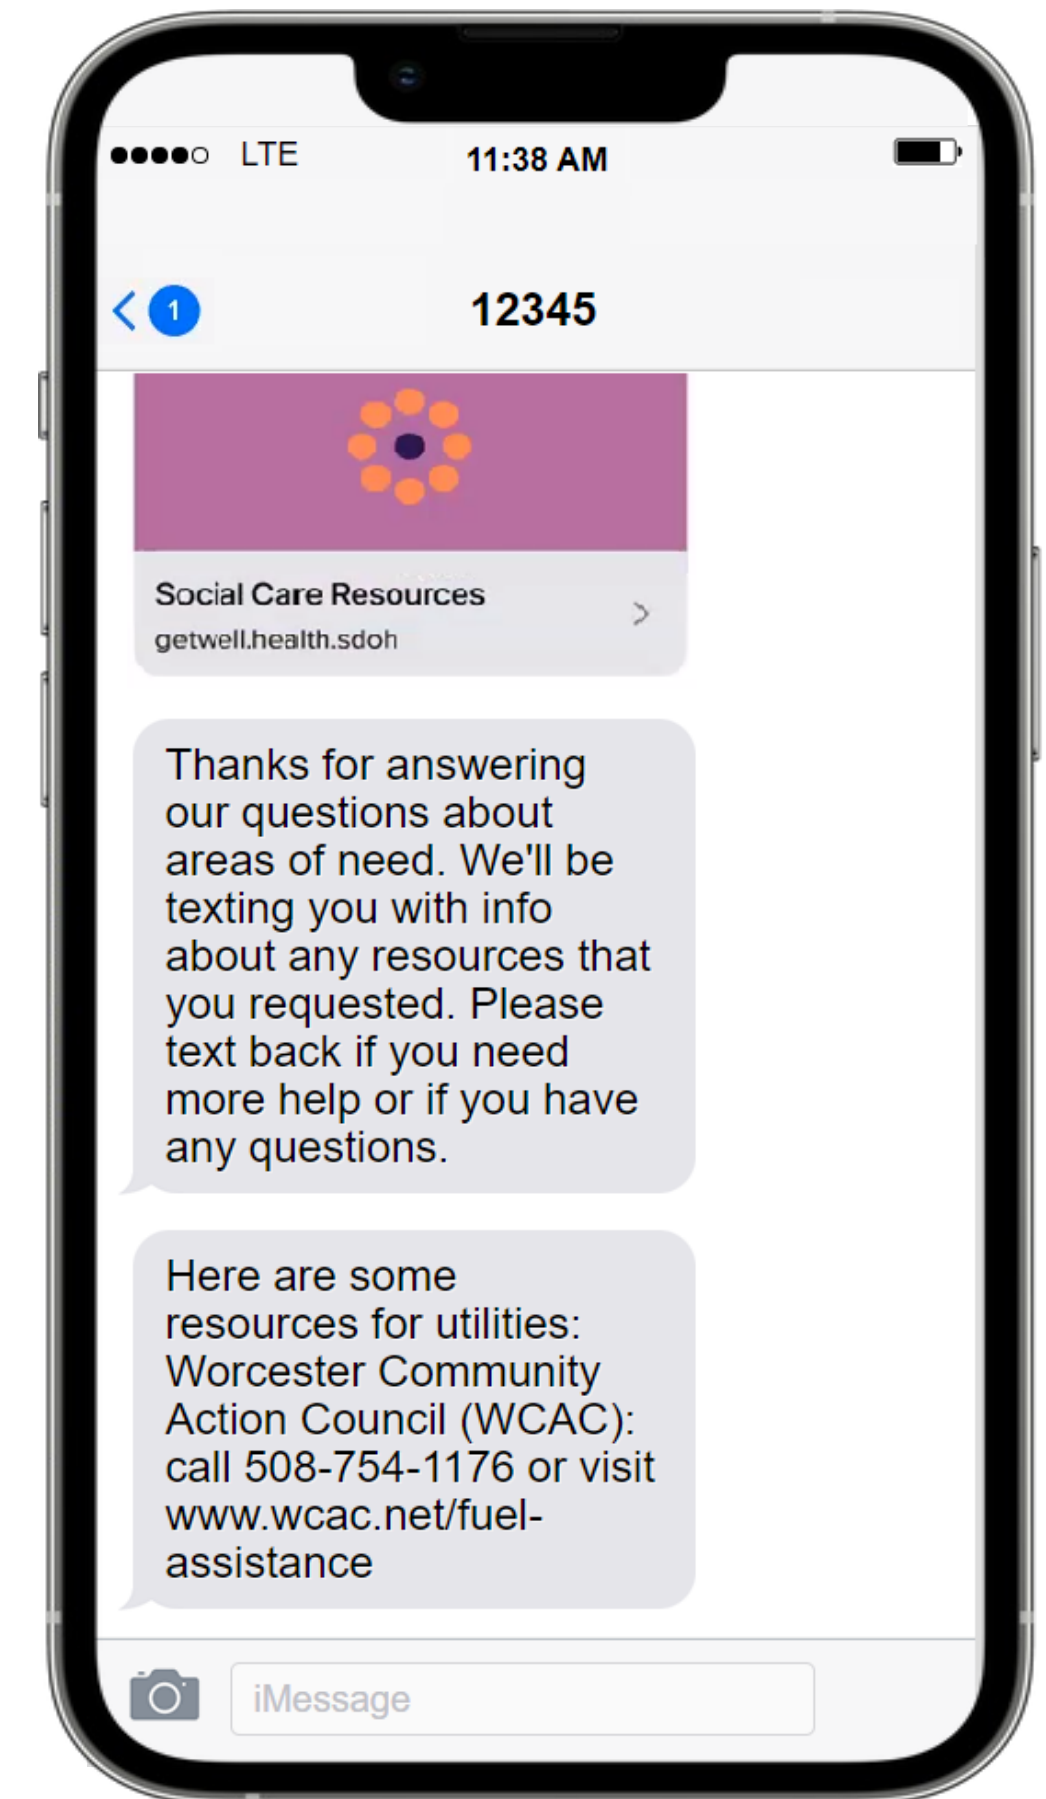 LTE
11:38 AM
1
12345
Social Care Resources
getwell.health.sdoh
Thanks for answering
our questions about
areas of need. We'll be
texting you with info
about any resources that
you requested. Please
text back if you need
more help or if you have
any questions.
Here are some
resources for utilities:
Worcester Community
Action Council (WCAC):
call 508-754-1176 or visit
www.wcac.net/fuel-
assistance
iMessage